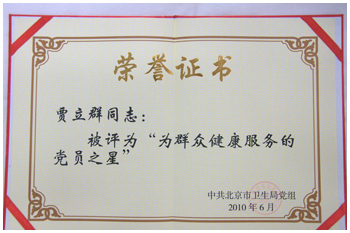 荣誉证书
贾立群同志：
被评为“为群众健康服务的
党员之星”
中共北京市卫生局党组
2010年6月